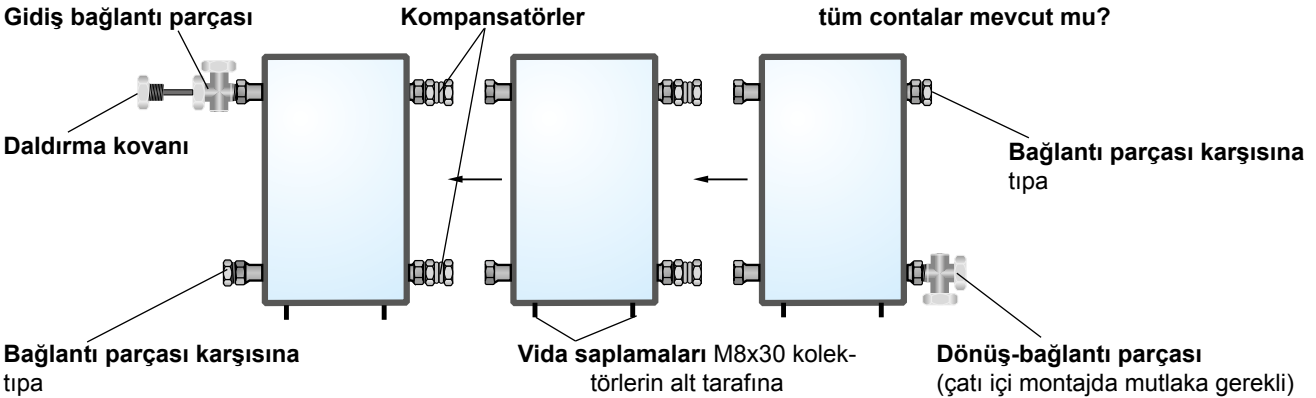 Gidiş bağlantı parçası
Kompansatörler
tüm contalar mevcut mu?
Daldırma kovanı
Bağlantı parçası karşısına
tıpa
Bağlantı parçası karşısına
tıpa
Vida saplamaları M8x30 kolek-
törlerin alt tarafına
Dönüş-bağlantı parçası
(çatı içi montajda mutlaka gerekli)